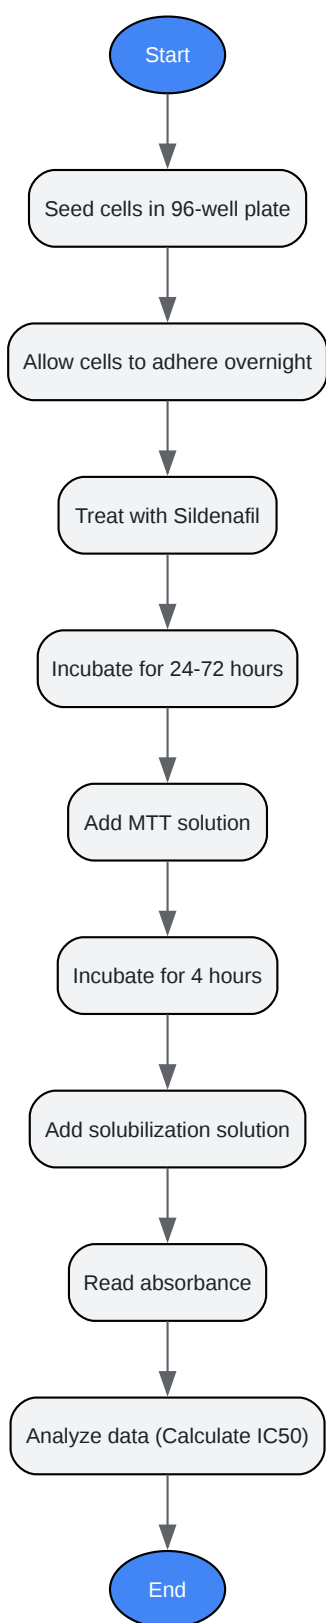 Start
Seed cells in 96-well plate
Allow cells to adhere overnight
Treat with Sildenafil
Incubate for 24-72 hours
Add MTT solution
Incubate for 4 hours
Add solubilization solution
Read absorbance
Analyze data (Calculate IC50)
End